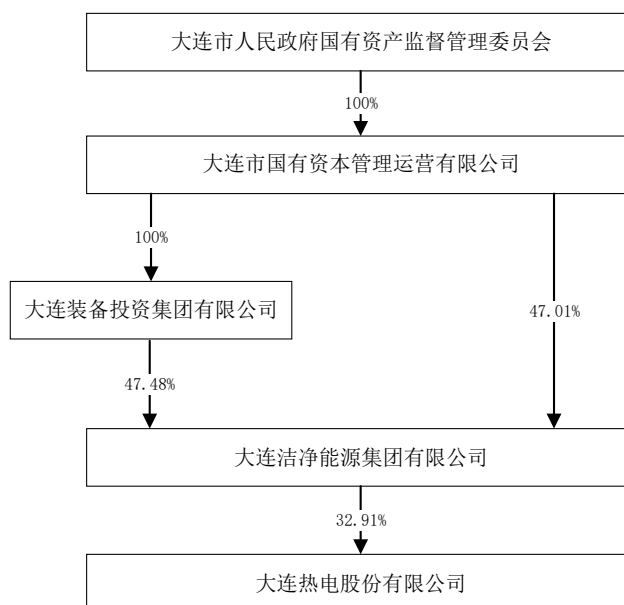 大连市人民政府国有资产监督管理委员会
100%
大连市国有资本管理运营有限公司
100%
大连装备投资集团有限公司
47.01%
47.48%
大连洁净能源集团有限公司
32.91%
大连热电股份有限公司